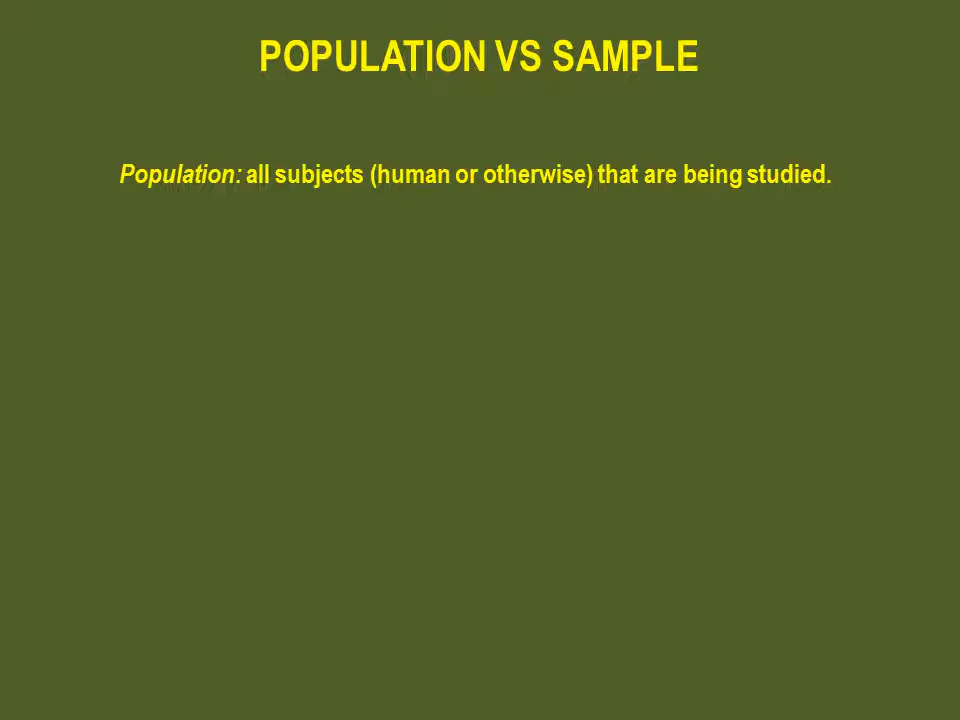 POPULATION VS SAMPLE
Population: all subjects (human or otherwise) that are being studied.